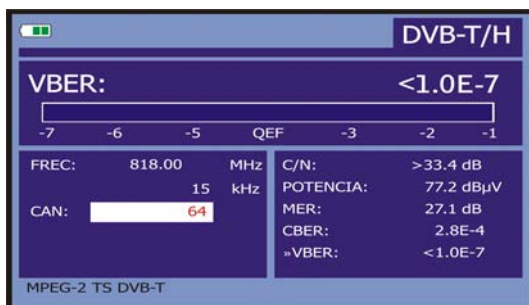 DVB-T/H
VBER: <1.0E-7
-7 -6 -5 QEF -3 -2 -1
FREC: 818.00 MHz
15 kHz
CAN: 64
C/N: >33.4 dB
POTENCIA: 77.2 dBµV
MER: 27.1 dB
CBER: 2.8E-4
»VBER: <1.0E-7
MPEG-2 TS DVB-T